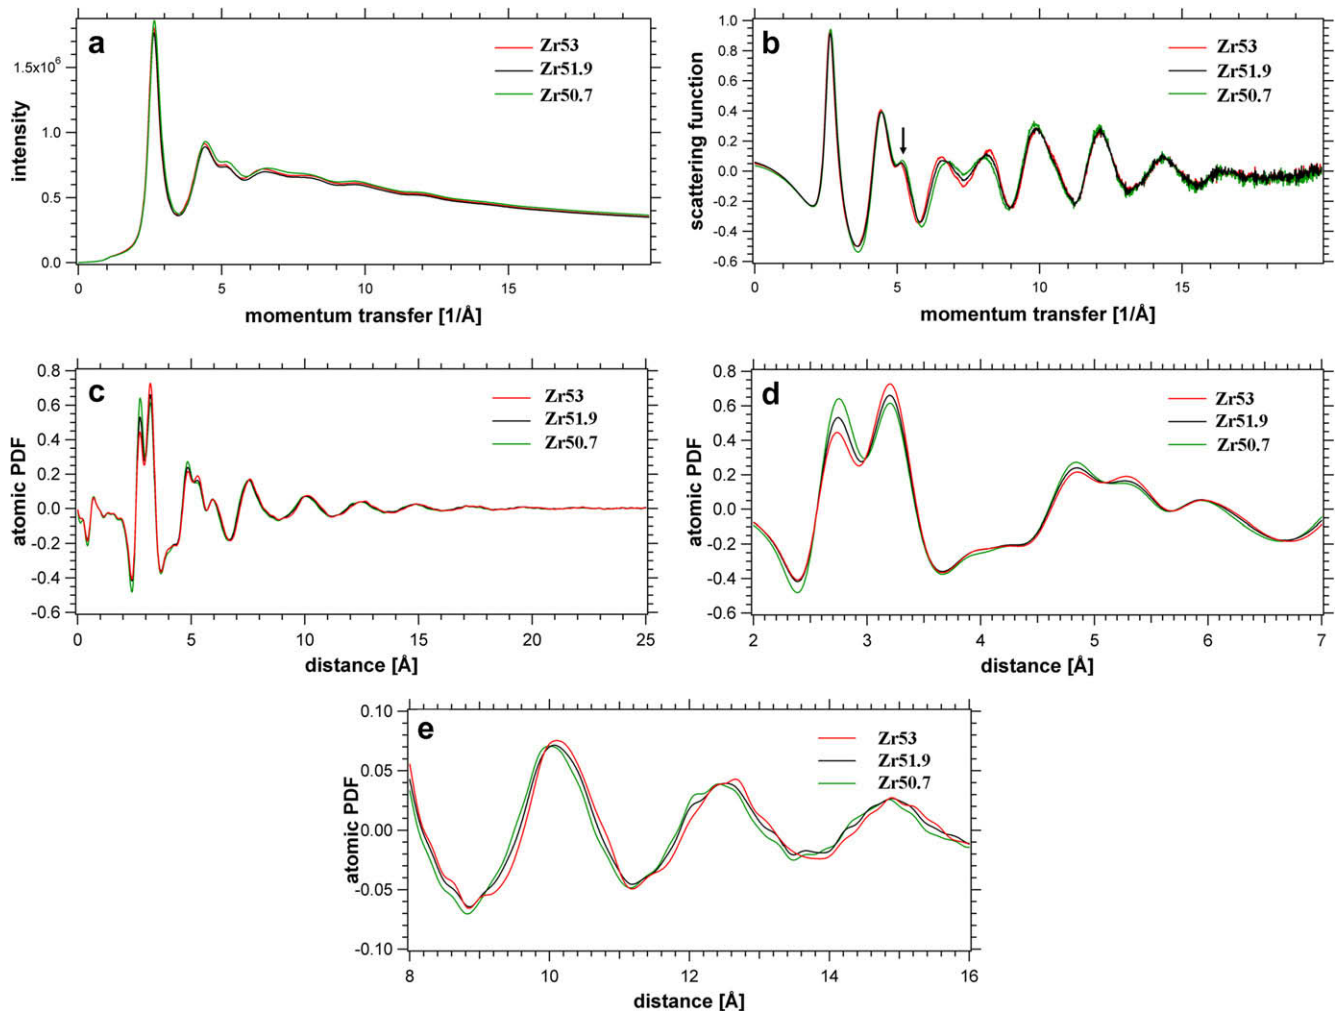 a
intensity
1.5x10⁶
1.0
0.5
0.0
Zr53
Zr51.9
Zr50.7
0 5 10 15
momentum transfer [1/Å]
b
scattering function
1.0
0.8
0.6
0.4
0.2
0.0
-0.2
-0.4
-0.6
Zr53
Zr51.9
Zr50.7
0 5 10 15
momentum transfer [1/Å]
c
atomic PDF
0.8
0.6
0.4
0.2
0.0
-0.2
-0.4
-0.6
Zr53
Zr51.9
Zr50.7
0 5 10 15 20 25
distance [Å]
d
atomic PDF
0.8
0.6
0.4
0.2
0.0
-0.2
-0.4
-0.6
Zr53
Zr51.9
Zr50.7
2 3 4 5 6 7
distance [Å]
e
atomic PDF
0.10
0.05
0.00
-0.05
-0.10
Zr53
Zr51.9
Zr50.7
8 10 12 14 16
distance [Å]